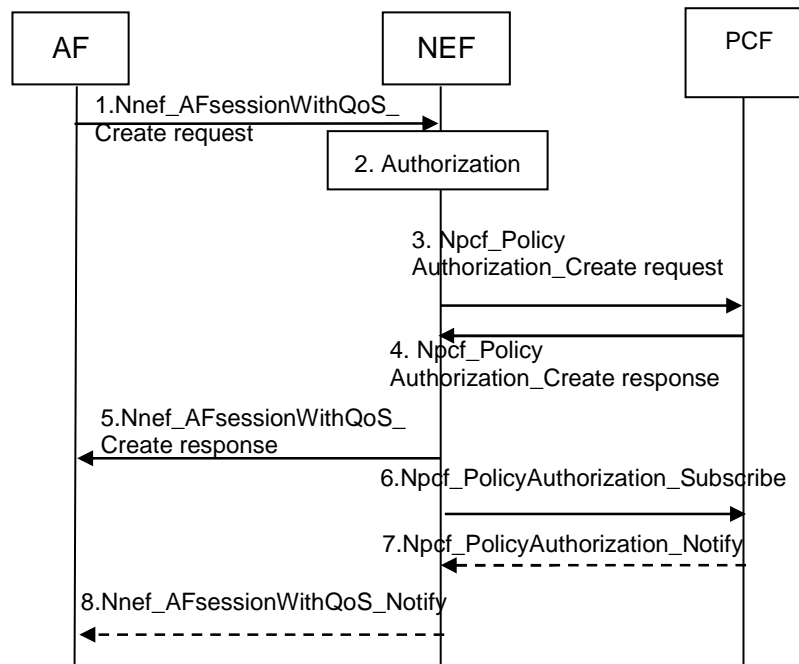 AF
NEF
PCF
1.Nnef_AFsessionWithQoS_
Create request
2. Authorization
3. Npcf_Policy
Authorization_Create request
4. Npcf_Policy
Authorization_Create response
5.Nnef_AFsessionWithQoS_
Create response
6.Npcf_PolicyAuthorization_Subscribe
7.Npcf_PolicyAuthorization_Notify
8.Nnef_AFsessionWithQoS_Notify